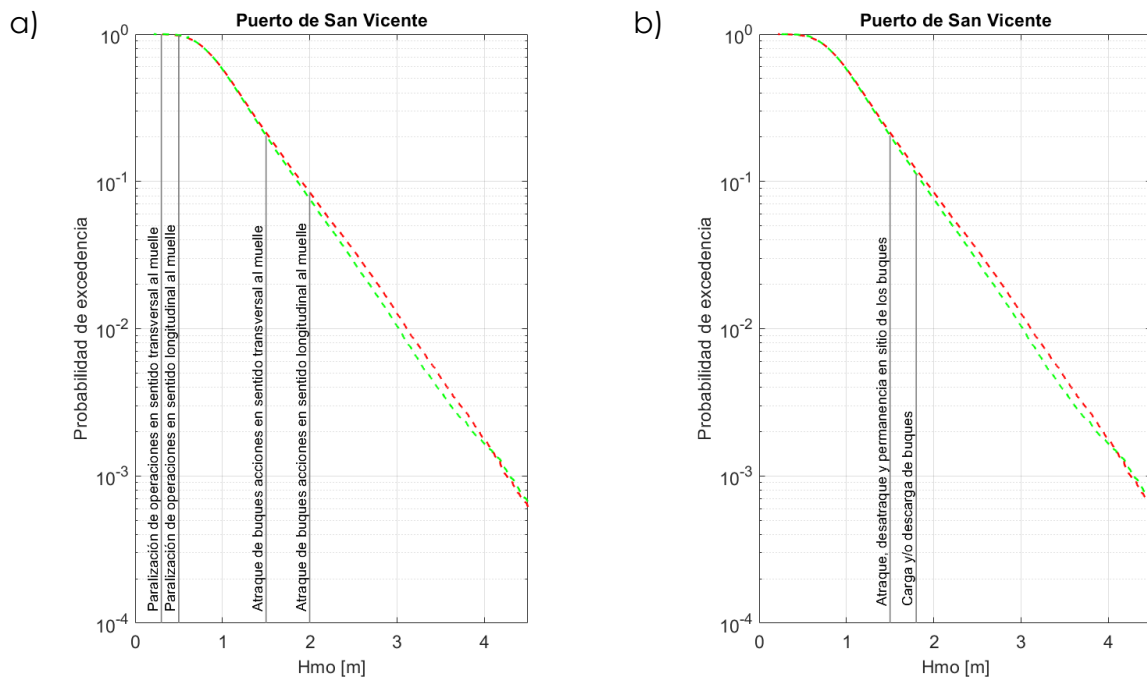 a)
Puerto de San Vicente
Probabilidad de excedencia
10^0
10^-1
10^-2
10^-3
10^-4
Paralización de operaciones en sentido transversal al muelle
Paralización de operaciones en sentido longitudinal al muelle
Atraque de buques acciones en sentido transversal al muelle
Atraque de buques acciones en sentido longitudinal al muelle
0 1 2 3 4
Hmo [m]
b)
Puerto de San Vicente
Probabilidad de excedencia
10^0
10^-1
10^-2
10^-3
10^-4
Atraque, desatraque y permanencia en sitio de los buques
Carga y/o descarga de buques
0 1 2 3 4
Hmo [m]